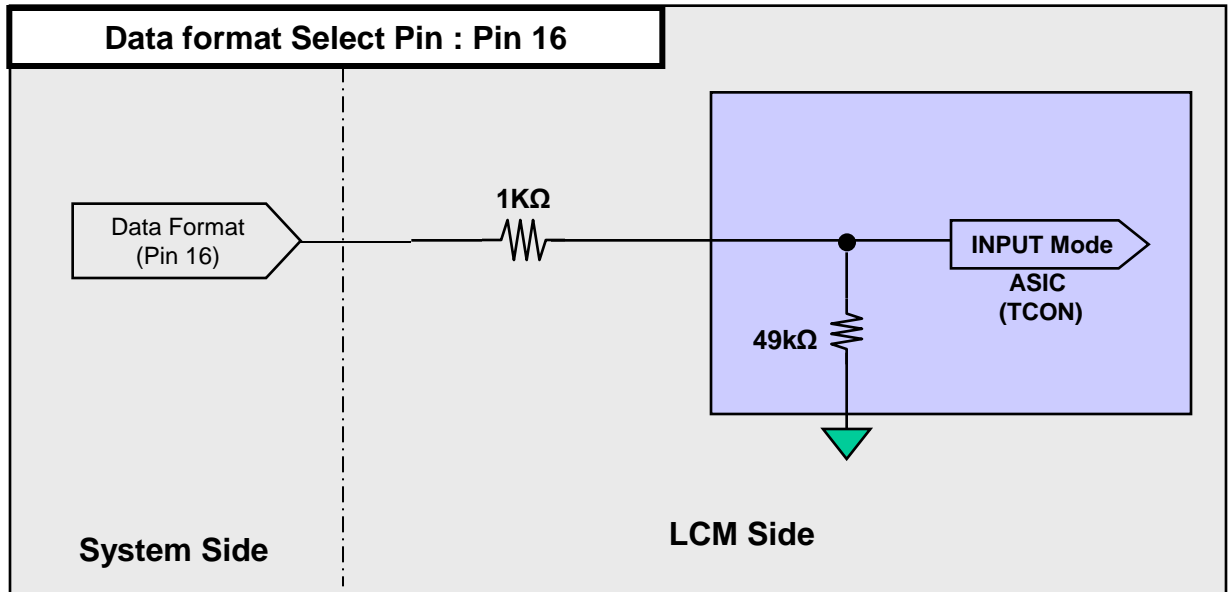 Data format Select Pin : Pin 16
Data Format
(Pin 16)
1KΩ
INPUT Mode
ASIC
(TCON)
49kΩ
System Side
LCM Side